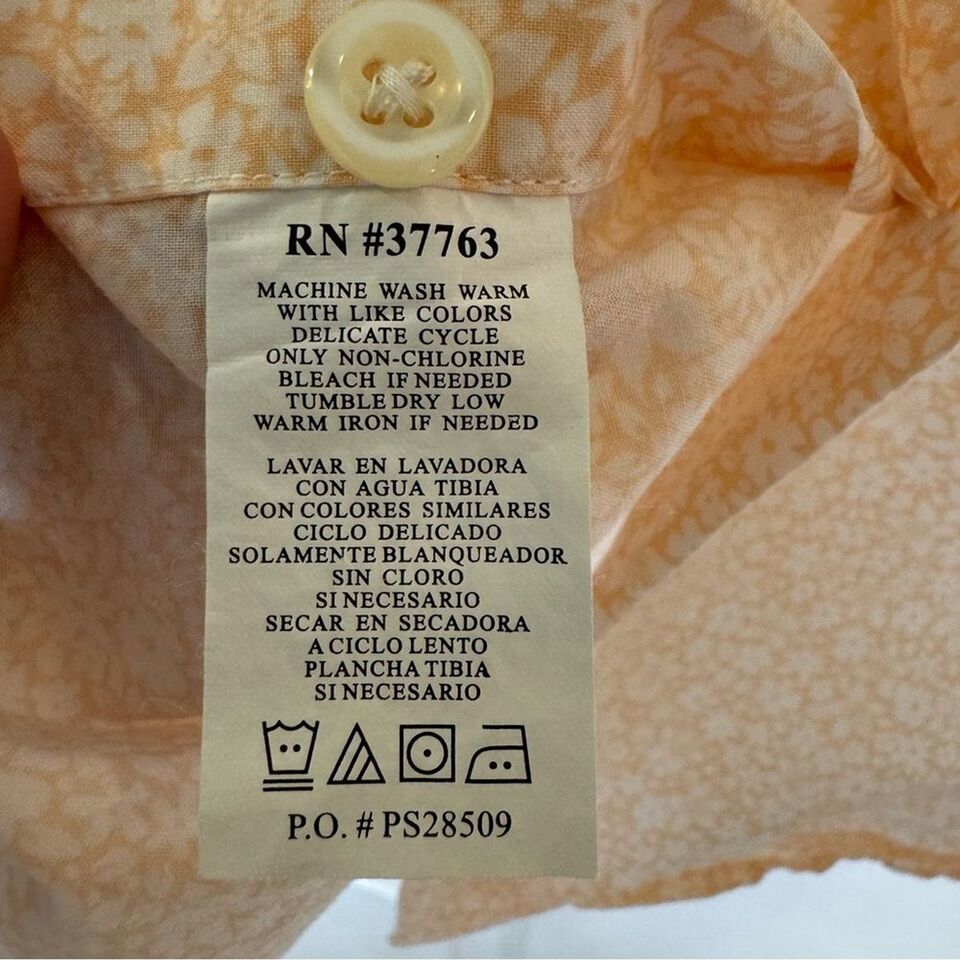 RN #37763
MACHINE WASH WARM
WITH LIKE COLORS
DELICATE CYCLE
ONLY NON-CHLORINE
BLEACH IF NEEDED
TUMBLE DRY LOW
WARM IRON IF NEEDED
LAVAR EN LAVADORA
CON AGUA TIBIA
CON COLORES SIMILARES
CICLO DELICADO
SOLAMENTE BLANQUEADOR
SIN CLORO
SI NECESARIO
SECAR EN SECADORA
A CICLO LENTO
PLANCHA TIBIA
SI NECESARIO
P.O. # PS28509